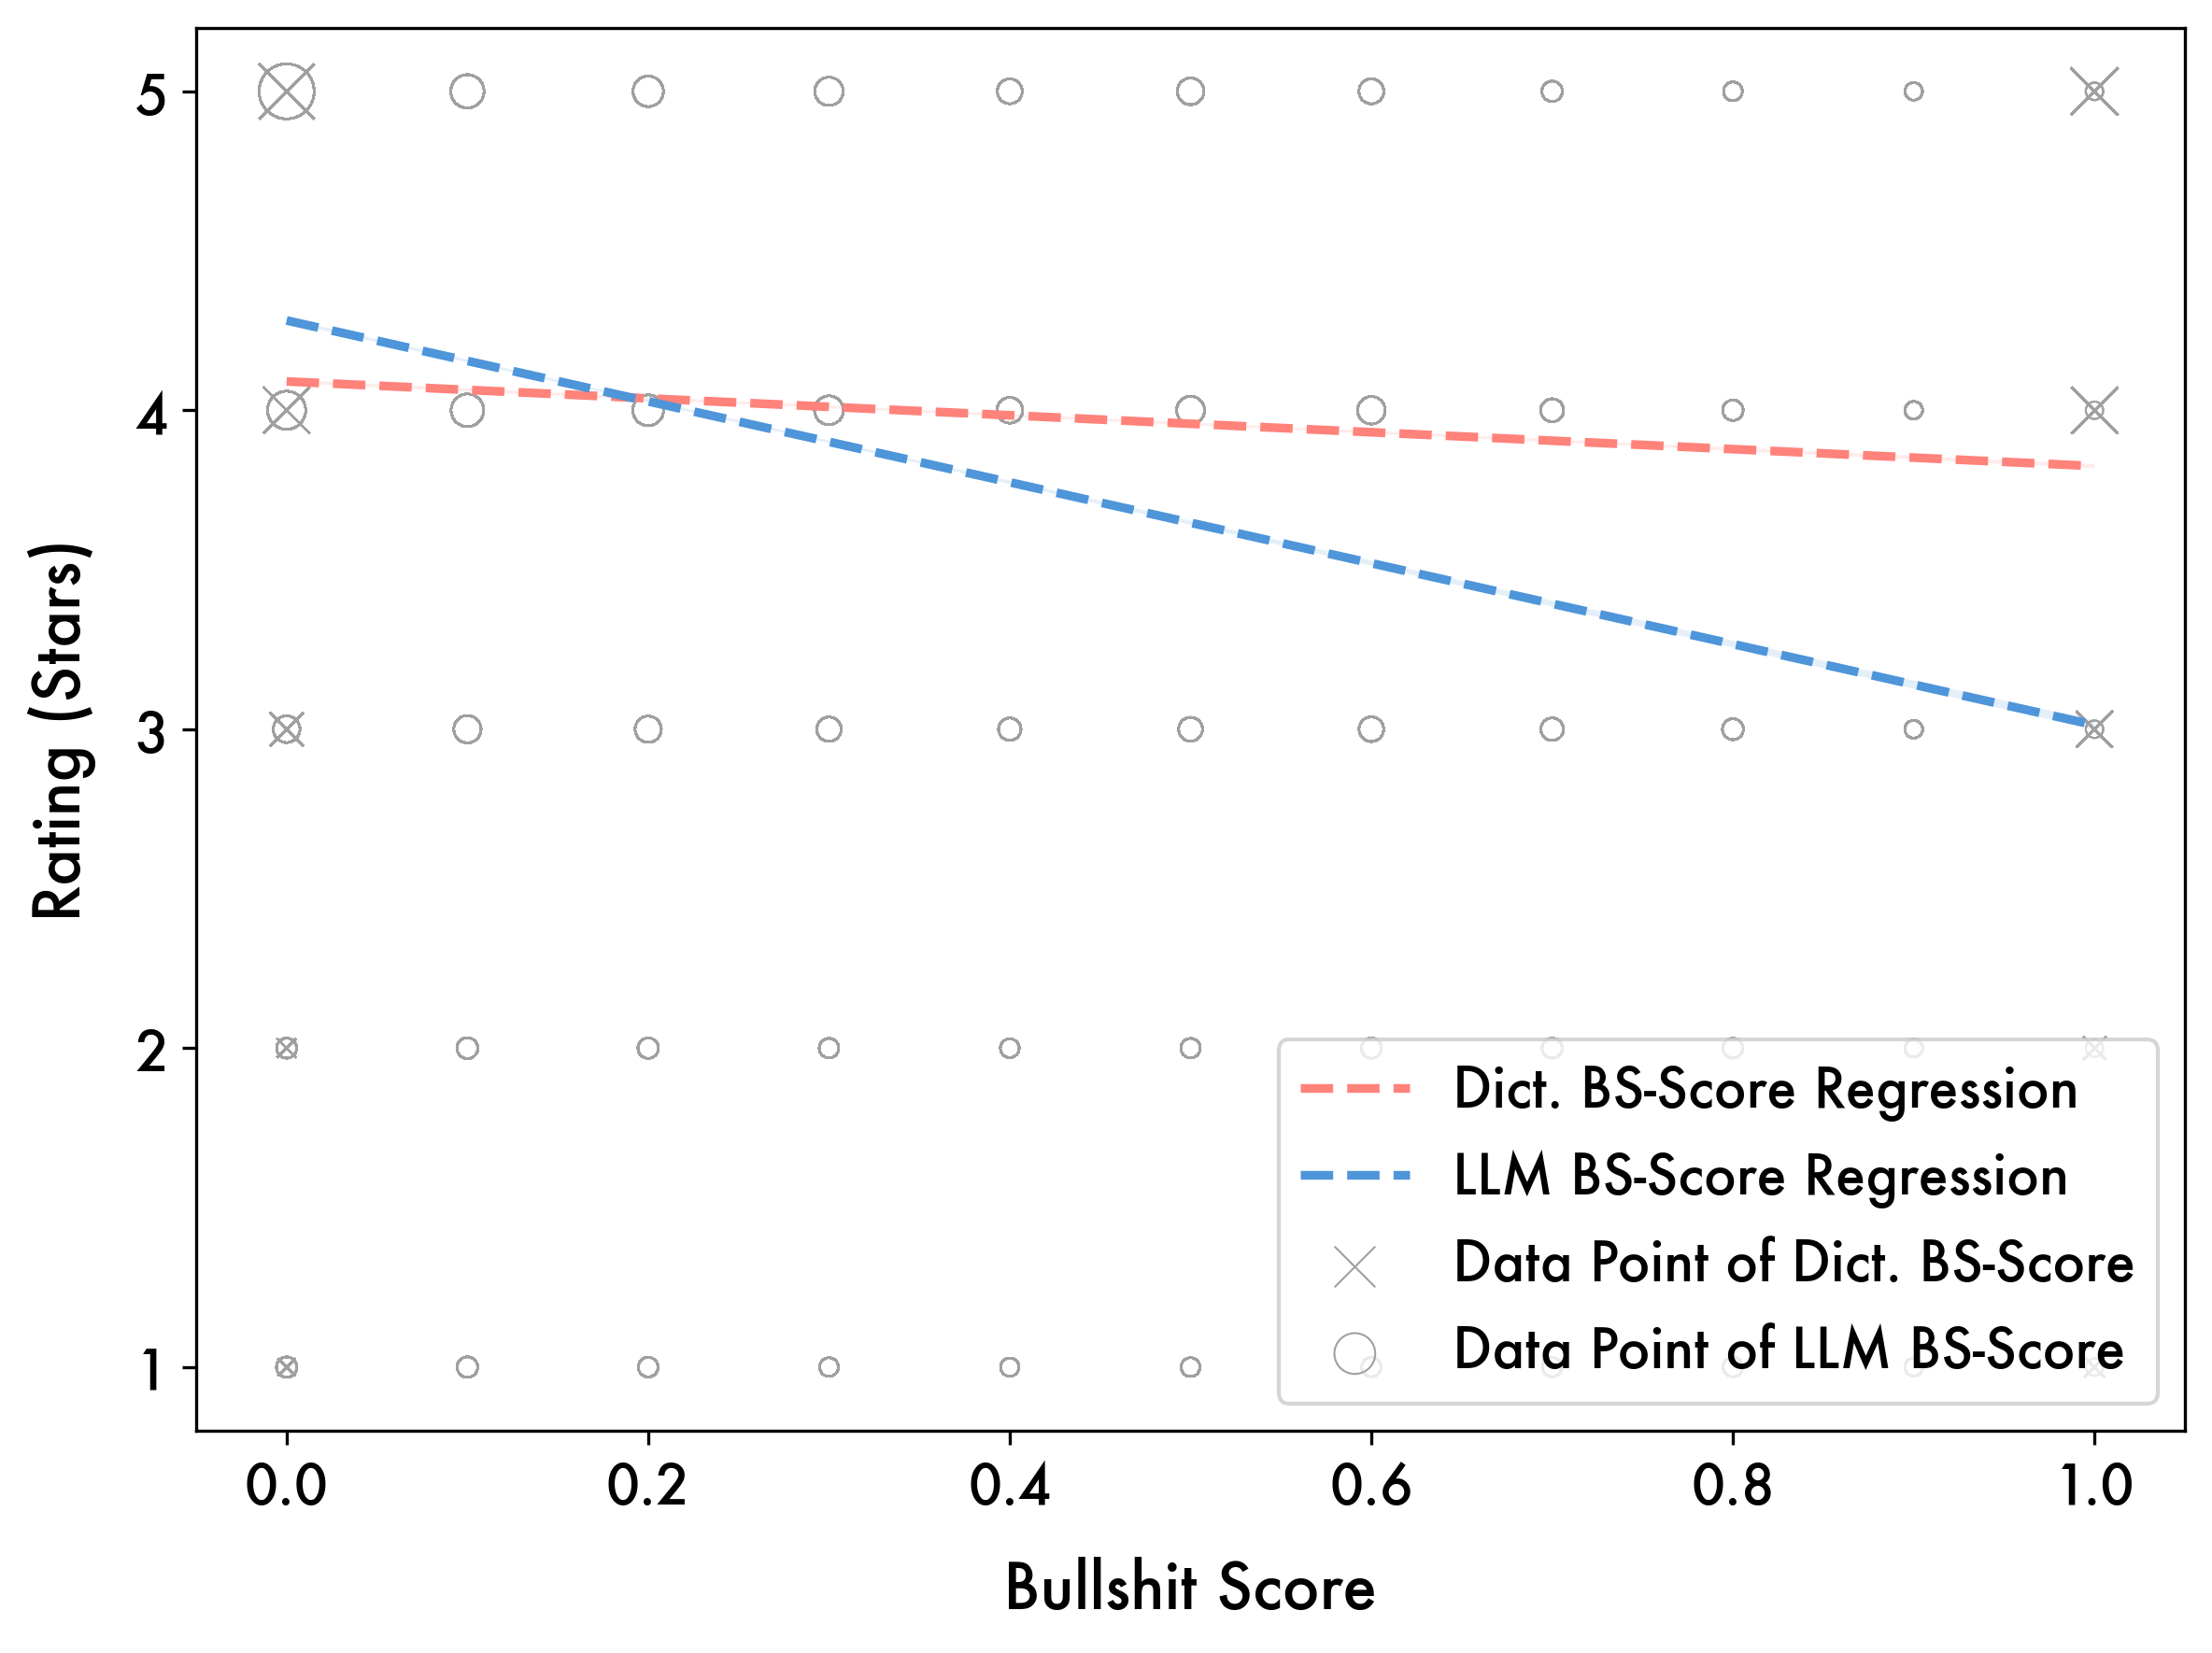 5
4
3
2
1
Rating (Stars)
Dict. BS-Score Regression
LLM BS-Score Regression
Data Point of Dict. BS-Score
Data Point of LLM BS-Score
0.0 0.2 0.4 0.6 0.8 1.0
Bullshit Score